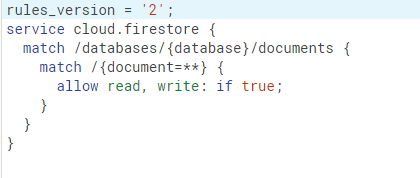 rules_version = '2';
service cloud.firestore {
  match /databases/{database}/documents {
    match /{document=**} {
      allow read, write: if true;
    }
  }
}